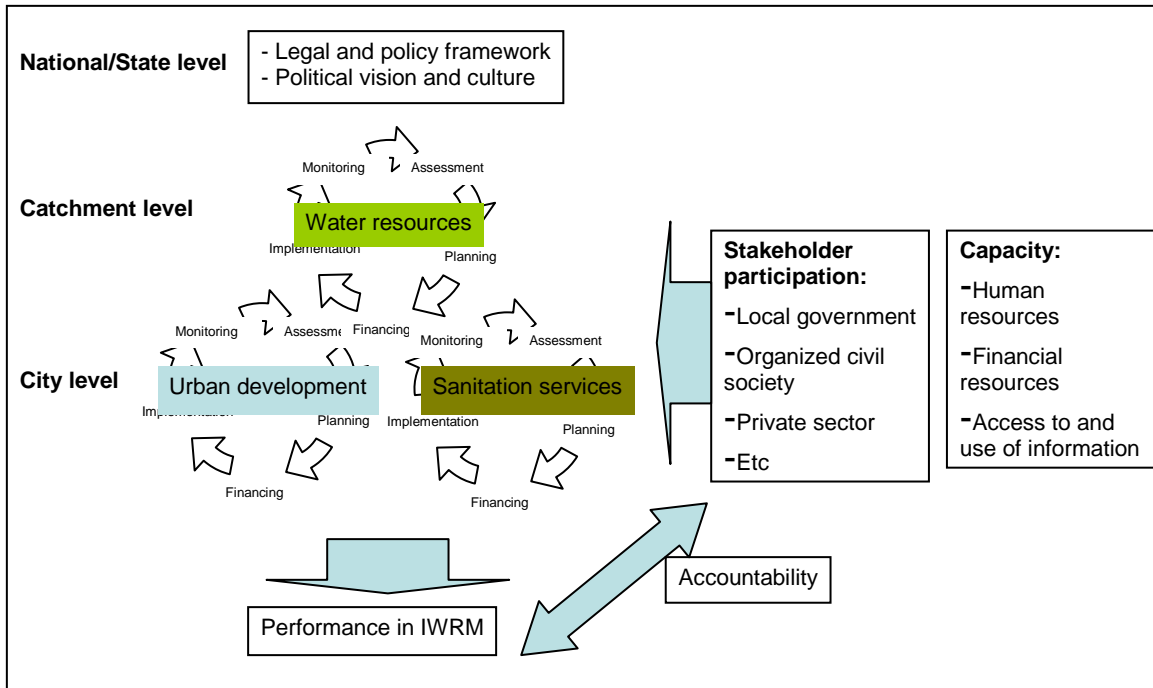 National/State level
- Legal and policy framework
- Political vision and culture
Monitoring
Assessment
Catchment level
Water resources
Implementation
Planning
Financing
Monitoring
Assessme
City level
Urban development
Implementation
Planning
Financing
Monitoring
Assessment
Sanitation services
Implementation
Planning
Financing
Stakeholder
participation:
-Local government
-Organized civil
society
-Private sector
-Etc
Capacity:
-Human
resources
-Financial
resources
-Access to and
use of information
Accountability
Performance in IWRM